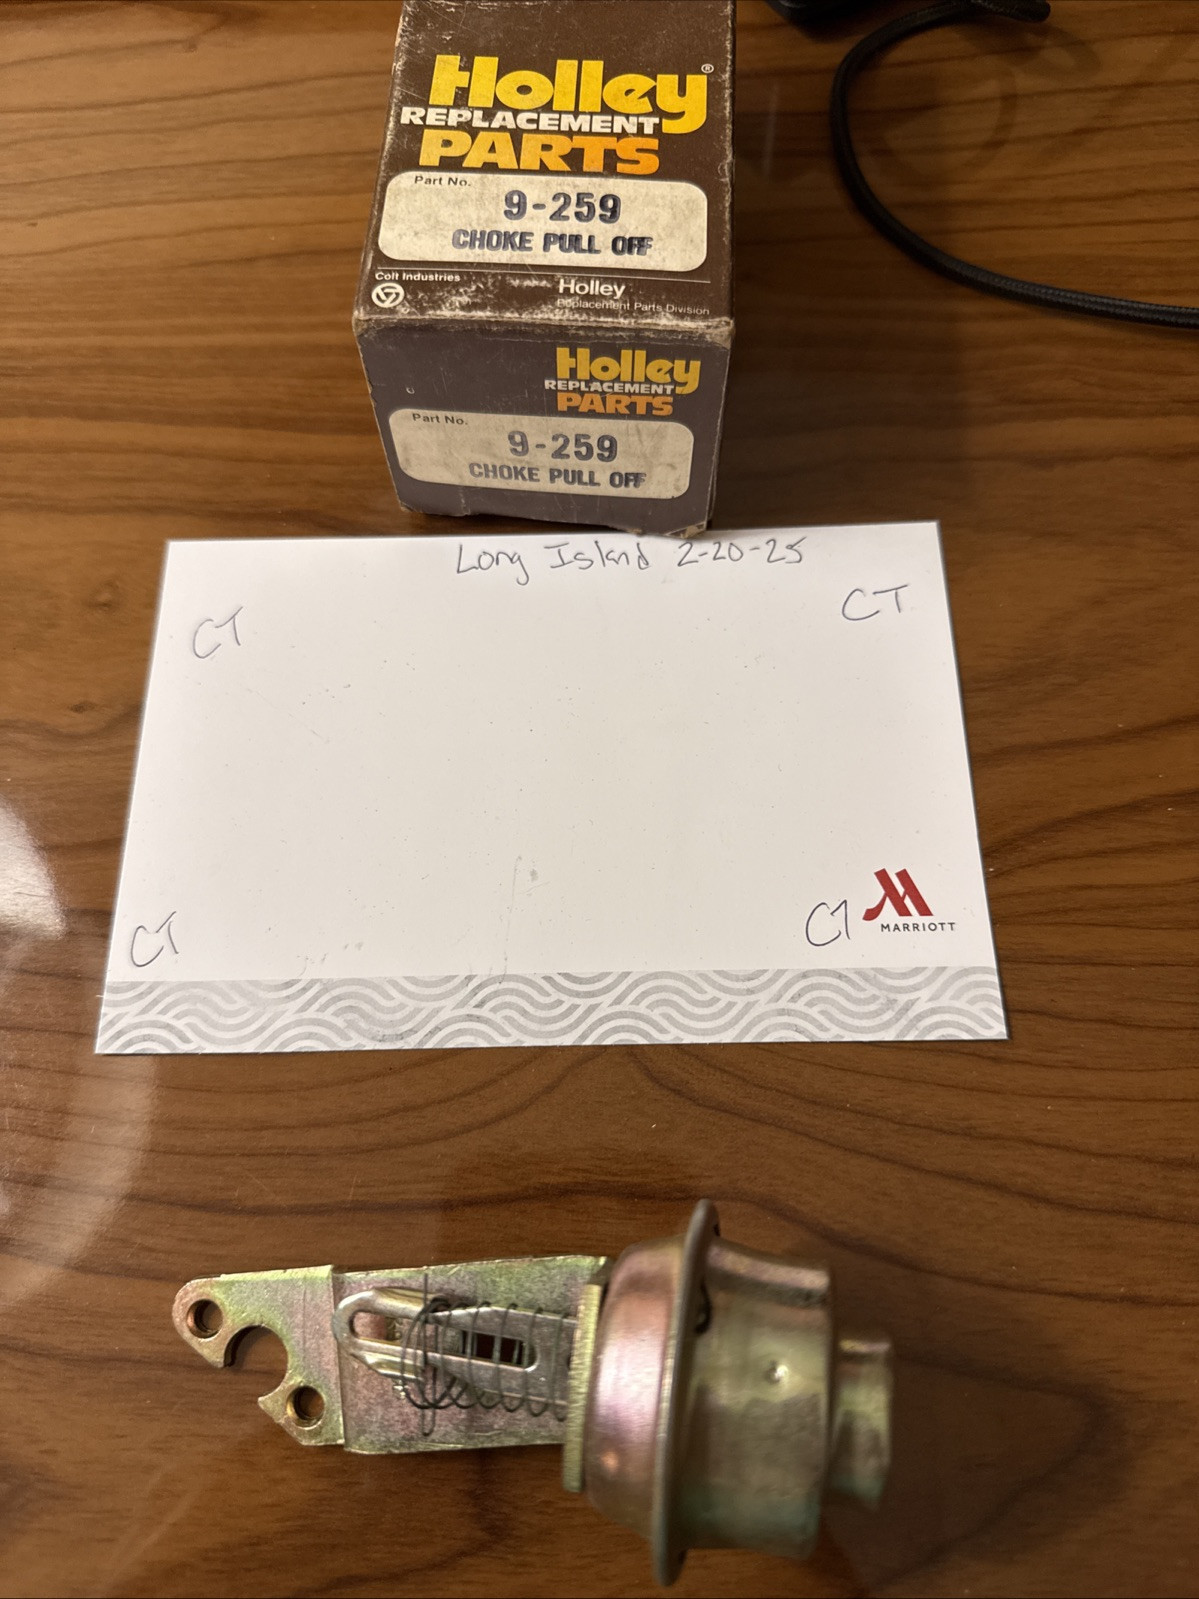 Holley®
REPLACEMENT
PARTS
Part No.
9-259
CHOKE PULL OFF
Colt Industries
Holley
Replacement Parts Division
Holley
REPLACEMENT
PARTS
Part No.
9-259
CHOKE PULL OFF
Long Island 2-20-25
CT
CT
CT
CT
MARRIOTT